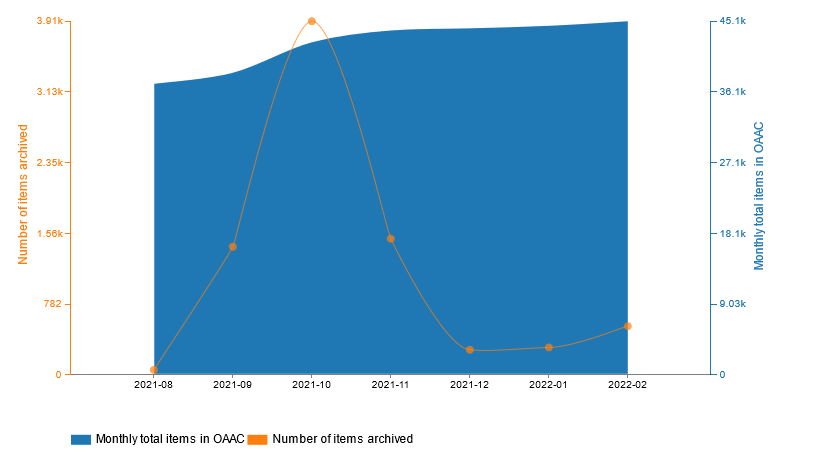 3.91k
3.13k
2.35k
1.56k
782
0
Number of items archived
45.1k
36.1k
27.1k
18.1k
9.03k
0
Monthly total items in OAAC
2021-08 2021-09 2021-10 2021-11 2021-12 2022-01 2022-02
Monthly total items in OAAC Number of items archived